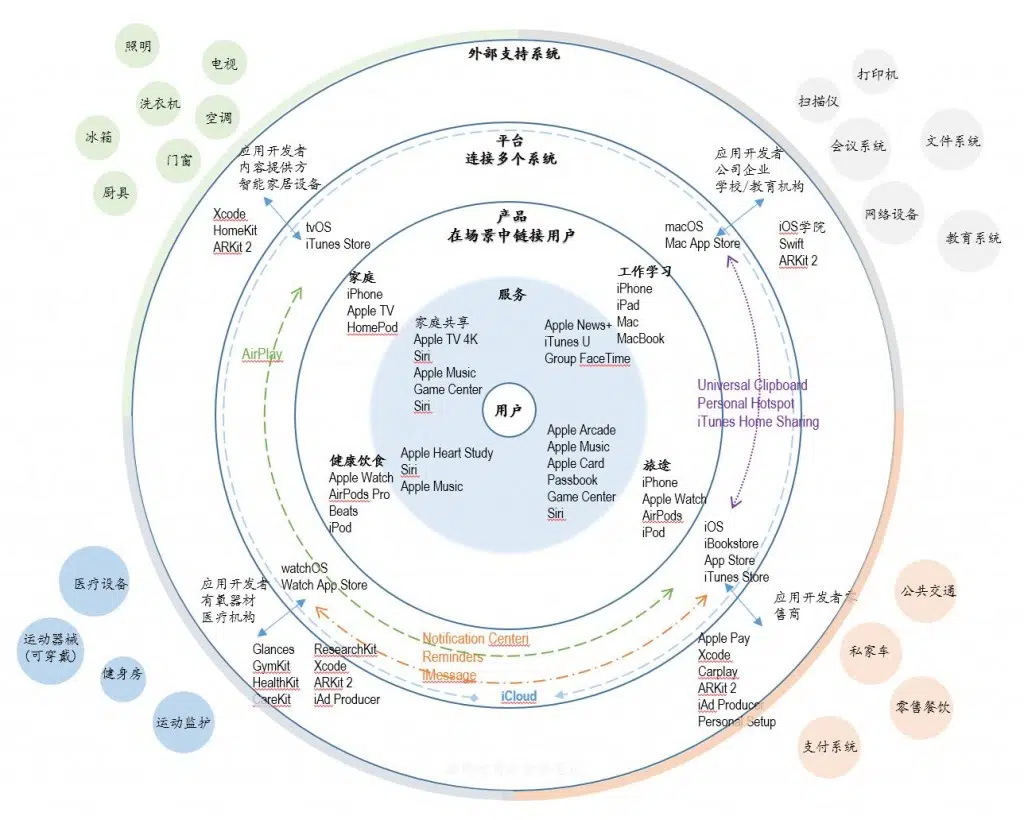 外部支持系统
照明
电视
洗衣机
空调
冰箱
门窗
厨具
打印机
扫描仪
会议系统
文件系统
网络设备
教育系统
平台
连接多个系统
应用开发者
内容提供方
智能家居设备
Xcode
HomeKit
ARKit 2
tvOS
iTunes Store
应用开发者
公司企业
学校/教育机构
macOS
Mac App Store
iOS学院
Swift
ARKit 2
产品
在场景中链接用户
家庭
iPhone
Apple TV
HomePod
工作学习
iPhone
iPad
Mac
MacBook
服务
家庭共享
Apple TV 4K
Siri
Apple Music
Game Center
Siri
Apple News+
iTunes U
Group FaceTime
用户
AirPlay
Universal Clipboard
Personal Hotspot
iTunes Home Sharing
健康饮食
Apple Watch
AirPods Pro
Beats
iPod
Apple Heart Study
Siri
Apple Music
Apple Arcade
Apple Music
Apple Card
Passbook
Game Center
Siri
旅途
iPhone
Apple Watch
AirPods
iPod
iOS
iBookstore
App Store
iTunes Store
watchOS
Watch App Store
应用开发者
有氧器材
医疗机构
Glances
GymKit
HealthKit
CareKit
ResearchKit
Xcode
ARKit 2
iAd Producer
Notification Centeri
Reminders
IMessage
iCloud
应用开发者
售商
Apple Pay
Xcode
Carplay
ARKit 2
iAd Producer
Personal Setup
医疗设备
运动器械
(可穿戴)
健身房
运动监护
公共交通
私家车
零售餐饮
支付系统